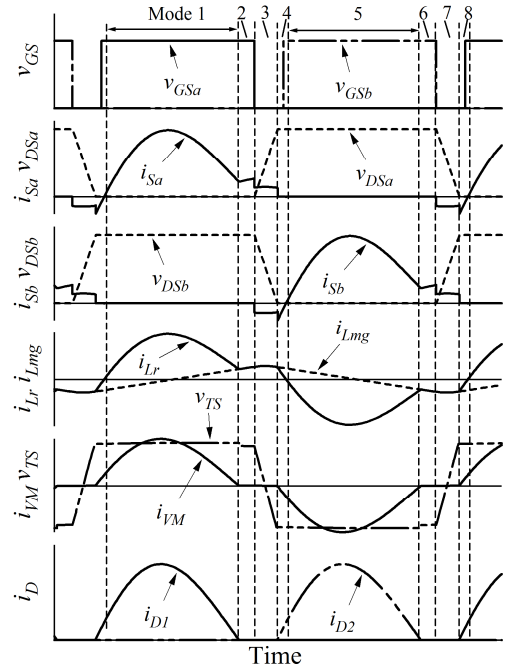 Mode 1 2 3 4 5 6 7 8
v_GS
v_GSa
v_GSb
i_Sa v_DSa
i_Sa
v_DSa
i_Sb v_DSb
v_DSb
i_Sb
i_Lr i_Lmg
i_Lr
i_Lmg
i_VM v_TS
v_TS
i_VM
i_D
i_D1
i_D2
Time